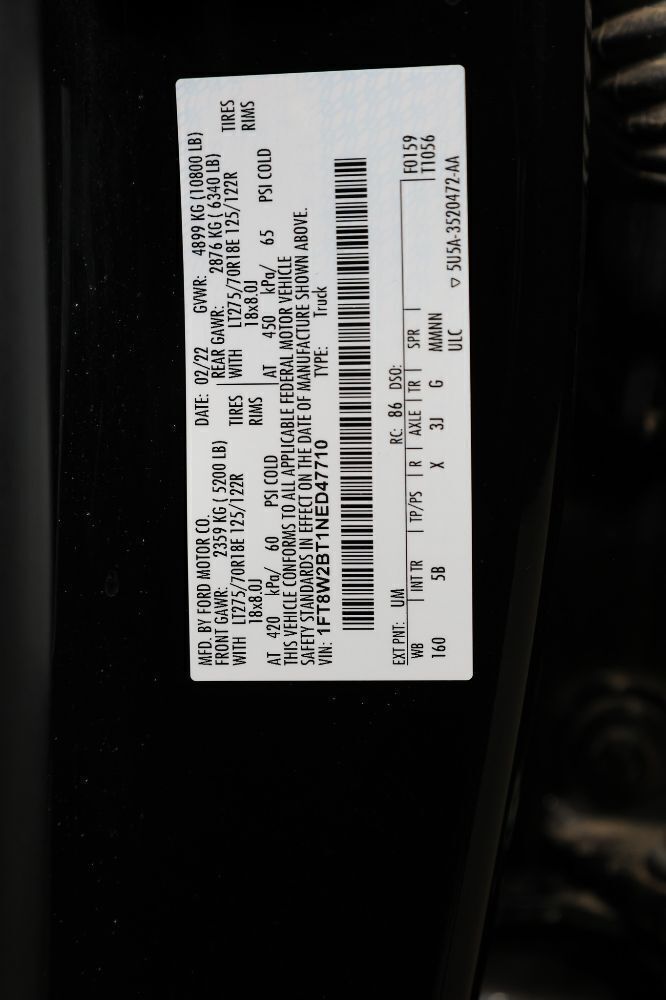 MFD. BY FORD MOTOR CO.
DATE: 02/22 GVWR: 4899 KG (10800 LB)
FRONT GAWR: 2359 KG ( 5200 LB) REAR GAWR: 2876 KG ( 6340 LB)
WITH LT275/70R18E 125/122R TIRES WITH LT275/70R18E 125/122R TIRES
18x8.0J RIMS 18x8.0J RIMS
AT 420 kPa/ 60 PSI COLD AT 450 kPa/ 65 PSI COLD
THIS VEHICLE CONFORMS TO ALL APPLICABLE FEDERAL MOTOR VEHICLE
SAFETY STANDARDS IN EFFECT ON THE DATE OF MANUFACTURE SHOWN ABOVE.
VIN: 1FT8W2BT1NED47710 TYPE: Truck
EXT PNT: UM RC: 86 DSO: F0159
WB INT TR TP/PS R AXLE TR SPR T1056
160 5B X 3J G MMNN
ULC ▽ 5U5A-3520472-AA